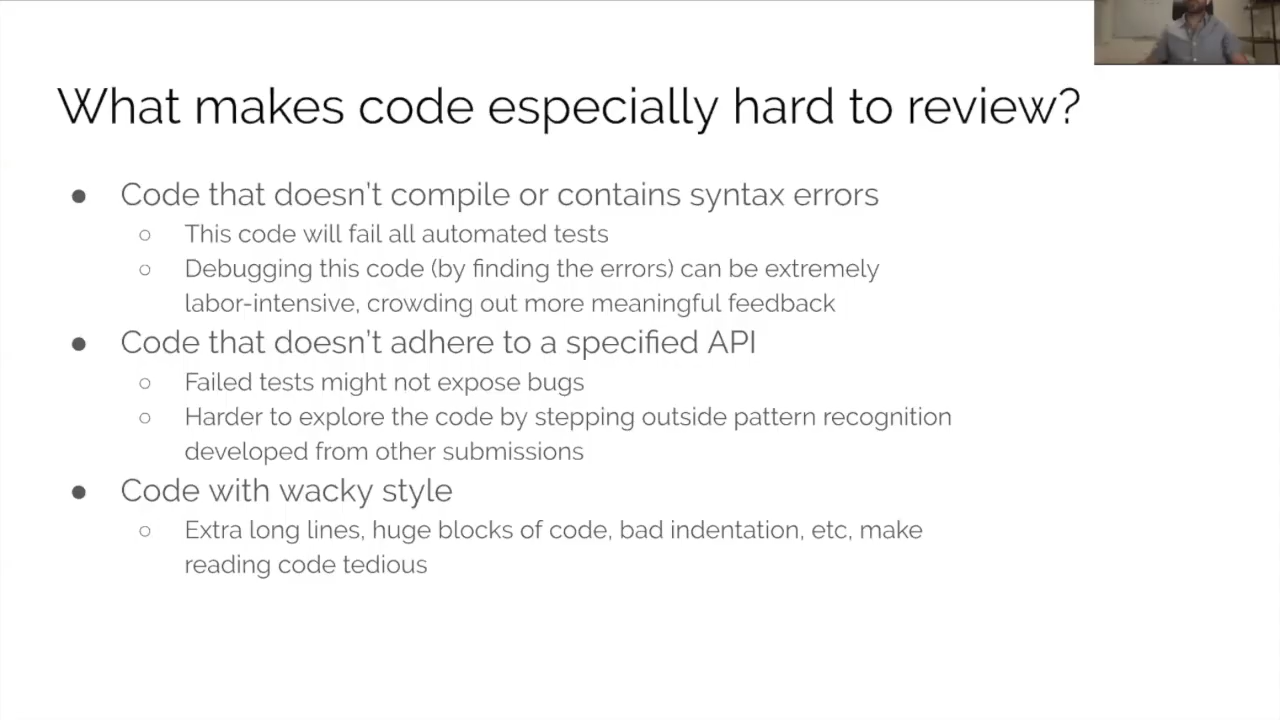 What makes code especially hard to review?
● Code that doesn't compile or contains syntax errors
○ This code will fail all automated tests
○ Debugging this code (by finding the errors) can be extremely
labor-intensive, crowding out more meaningful feedback
● Code that doesn't adhere to a specified API
○ Failed tests might not expose bugs
○ Harder to explore the code by stepping outside pattern recognition
developed from other submissions
● Code with wacky style
○ Extra long lines, huge blocks of code, bad indentation, etc, make
reading code tedious